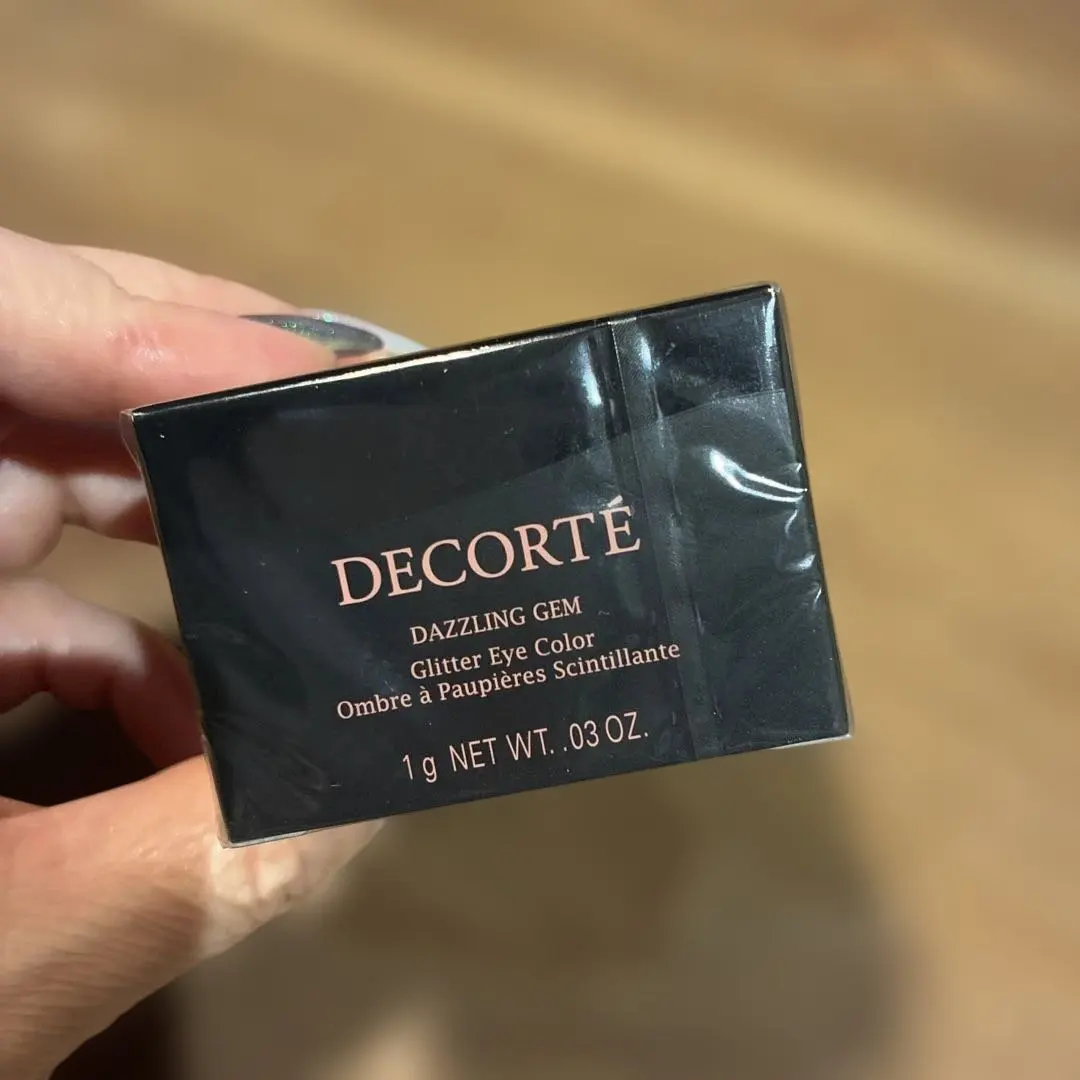 DECORTÉ
DAZZLING GEM
Glitter Eye Color
Ombre à Paupières Scintillante
1 g NET WT. .03 OZ.